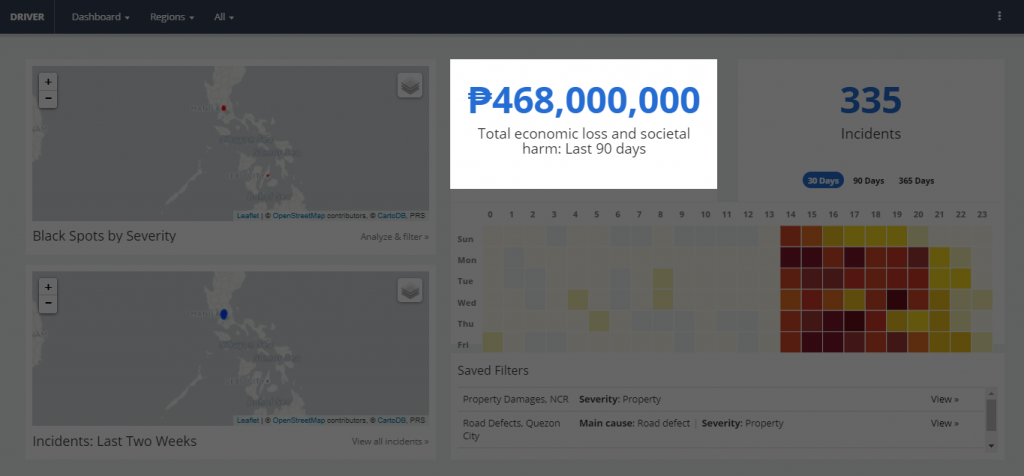 DRIVER
Dashboard
Regions
All
+
−
MANILA
Leaflet | © OpenStreetMap contributors, © CartoDB, PRS
Black Spots by Severity
Analyze & filter »
+
−
Leaflet | © OpenStreetMap contributors, © CartoDB, PRS
Incidents: Last Two Weeks
View all incidents »
₱468,000,000
Total economic loss and societal
harm: Last 90 days
335
Incidents
30 Days 90 Days 365 Days
0 1 2 3 4 5 6 7 8 9 10 11 12 13 14 15 16 17 18 19 20 21 22 23
Sun
Mon
Tue
Wed
Thu
Fri
Saved Filters
Property Damages, NCR Severity: Property View »
Road Defects, Quezon City Main cause: Road defect | Severity: Property View »